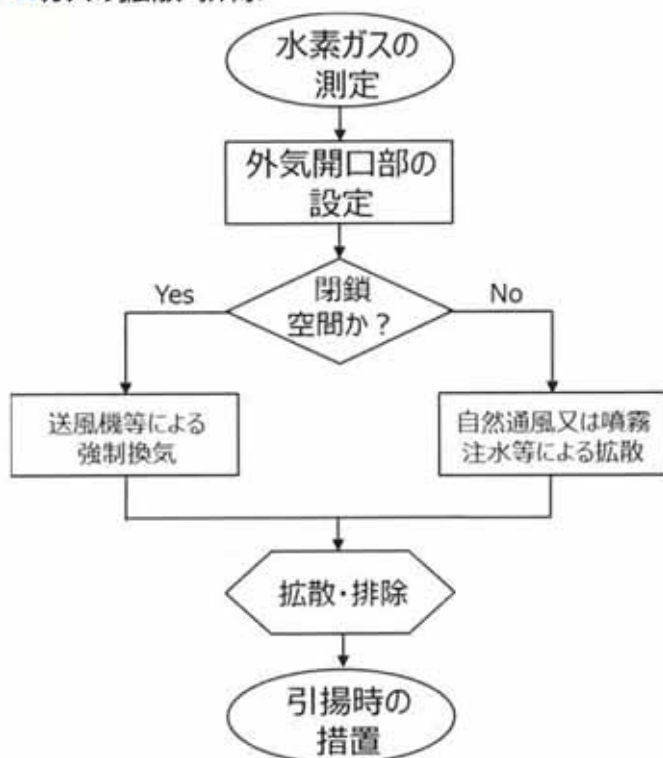 水素ガスの
測定
外気開口部の
設定
閉鎖
空間か？
Yes
No
送風機等による
強制換気
自然通風又は噴霧
注水等による拡散
拡散・排除
引揚時の
措置